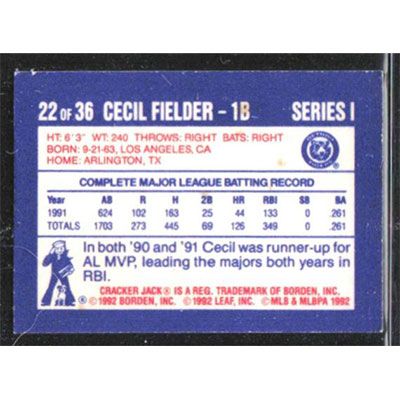 22 OF 36 CECIL FIELDER - 1B SERIES I
HT: 6' 3" WT: 240 THROWS: RIGHT BATS: RIGHT
BORN: 9-21-63, LOS ANGELES, CA
HOME: ARLINGTON, TX
COMPLETE MAJOR LEAGUE BATTING RECORD
Year AB R H 2B HR RBI SB BA
1991 624 102 163 25 44 133 0 .261
TOTALS 1703 273 445 69 126 349 0 .261
In both '90 and '91 Cecil was runner-up for
AL MVP, leading the majors both years in
RBI.
CRACKER JACK® IS A REG. TRADEMARK OF BORDEN, INC.
©1992 BORDEN, INC. ©1992 LEAF, INC. ©MLB & MLBPA 1992